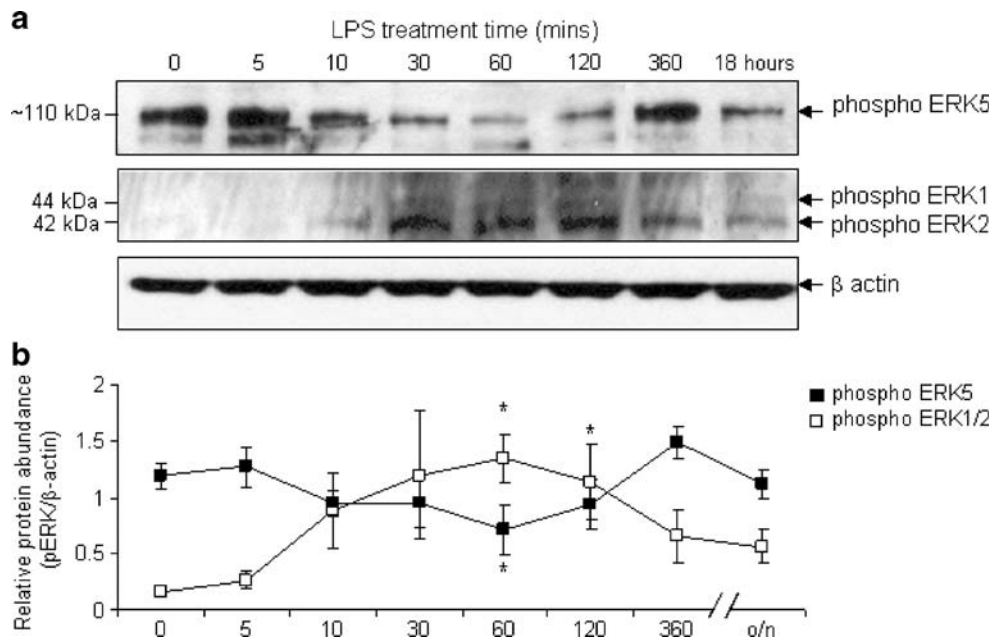 a
LPS treatment time (mins)
0 5 10 30 60 120 360 18 hours
~110 kDa
phospho ERK5
44 kDa
phospho ERK1
42 kDa
phospho ERK2
β actin
b
Relative protein abundance
(pERK/β-actin)
2
1.5
1
0.5
0
* * *
phospho ERK5
phospho ERK1/2
0 5 10 30 60 120 360 // o/n